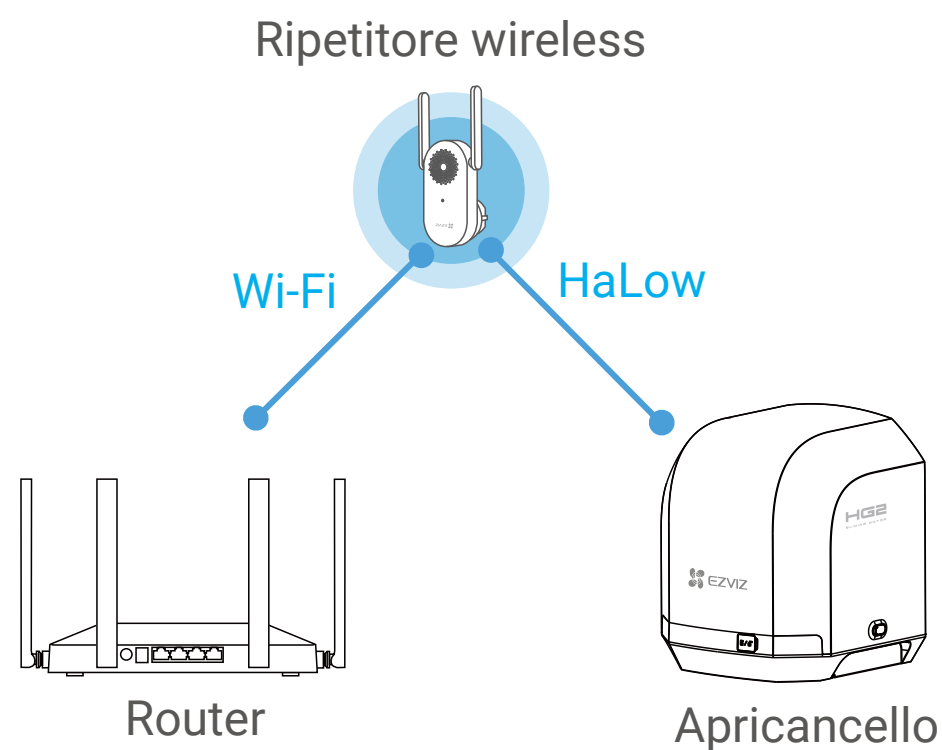 Ripetitore wireless
Wi-Fi
HaLow
HG2
EZVIZ
Router
Apricancello